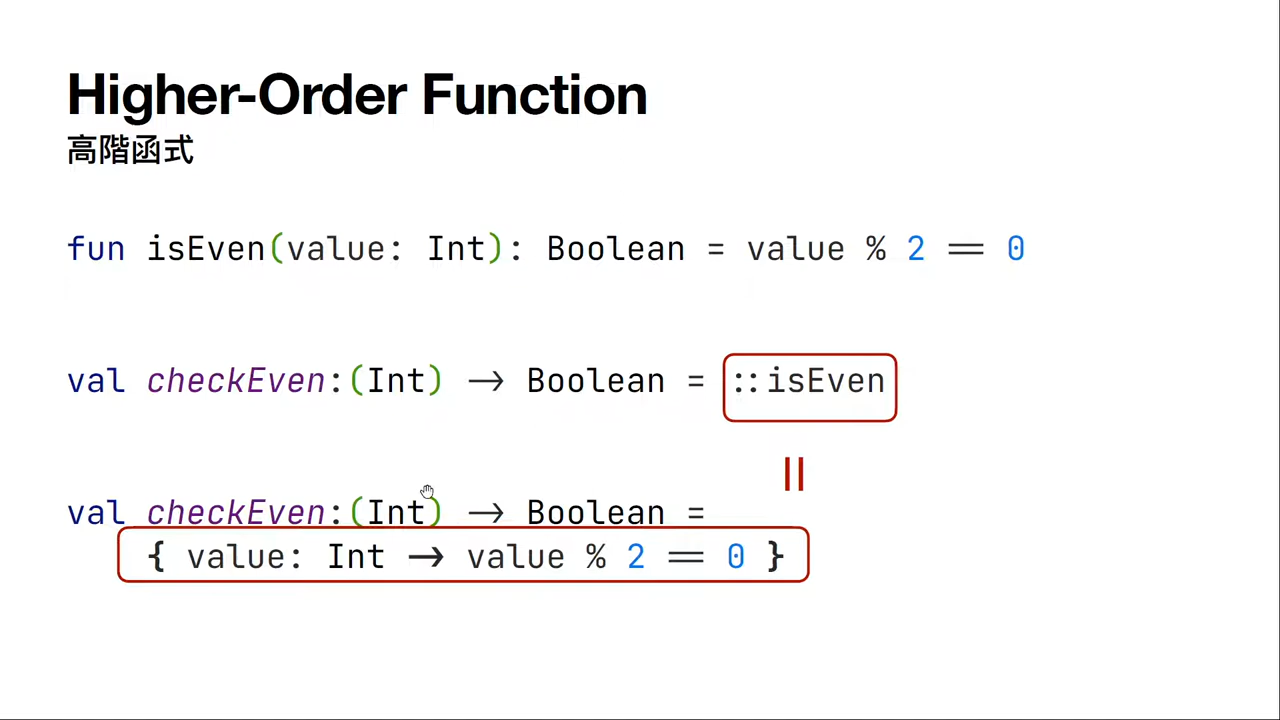 Higher-Order Function
高階函式
fun isEven(value: Int): Boolean = value % 2 == 0
val checkEven:(Int) -> Boolean = ::isEven
||
val checkEven:(Int) -> Boolean =
{ value: Int -> value % 2 == 0 }